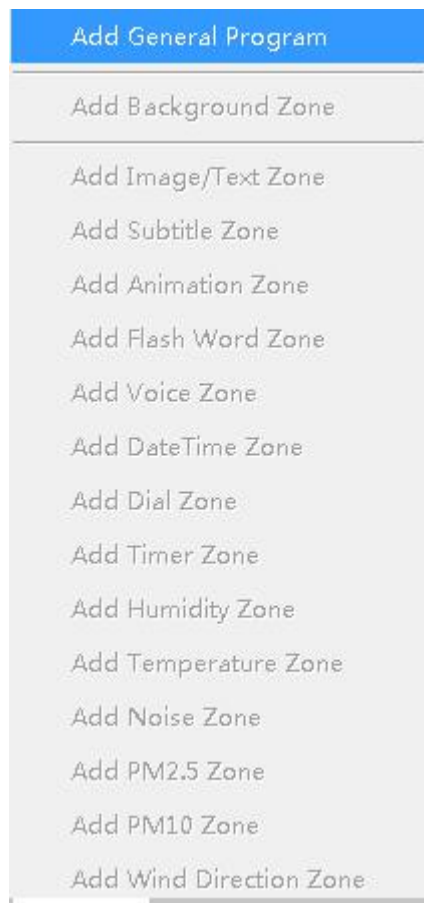 Add General Program
Add Background Zone
Add Image/Text Zone
Add Subtitle Zone
Add Animation Zone
Add Flash Word Zone
Add Voice Zone
Add DateTime Zone
Add Dial Zone
Add Timer Zone
Add Humidity Zone
Add Temperature Zone
Add Noise Zone
Add PM2.5 Zone
Add PM10 Zone
Add Wind Direction Zone